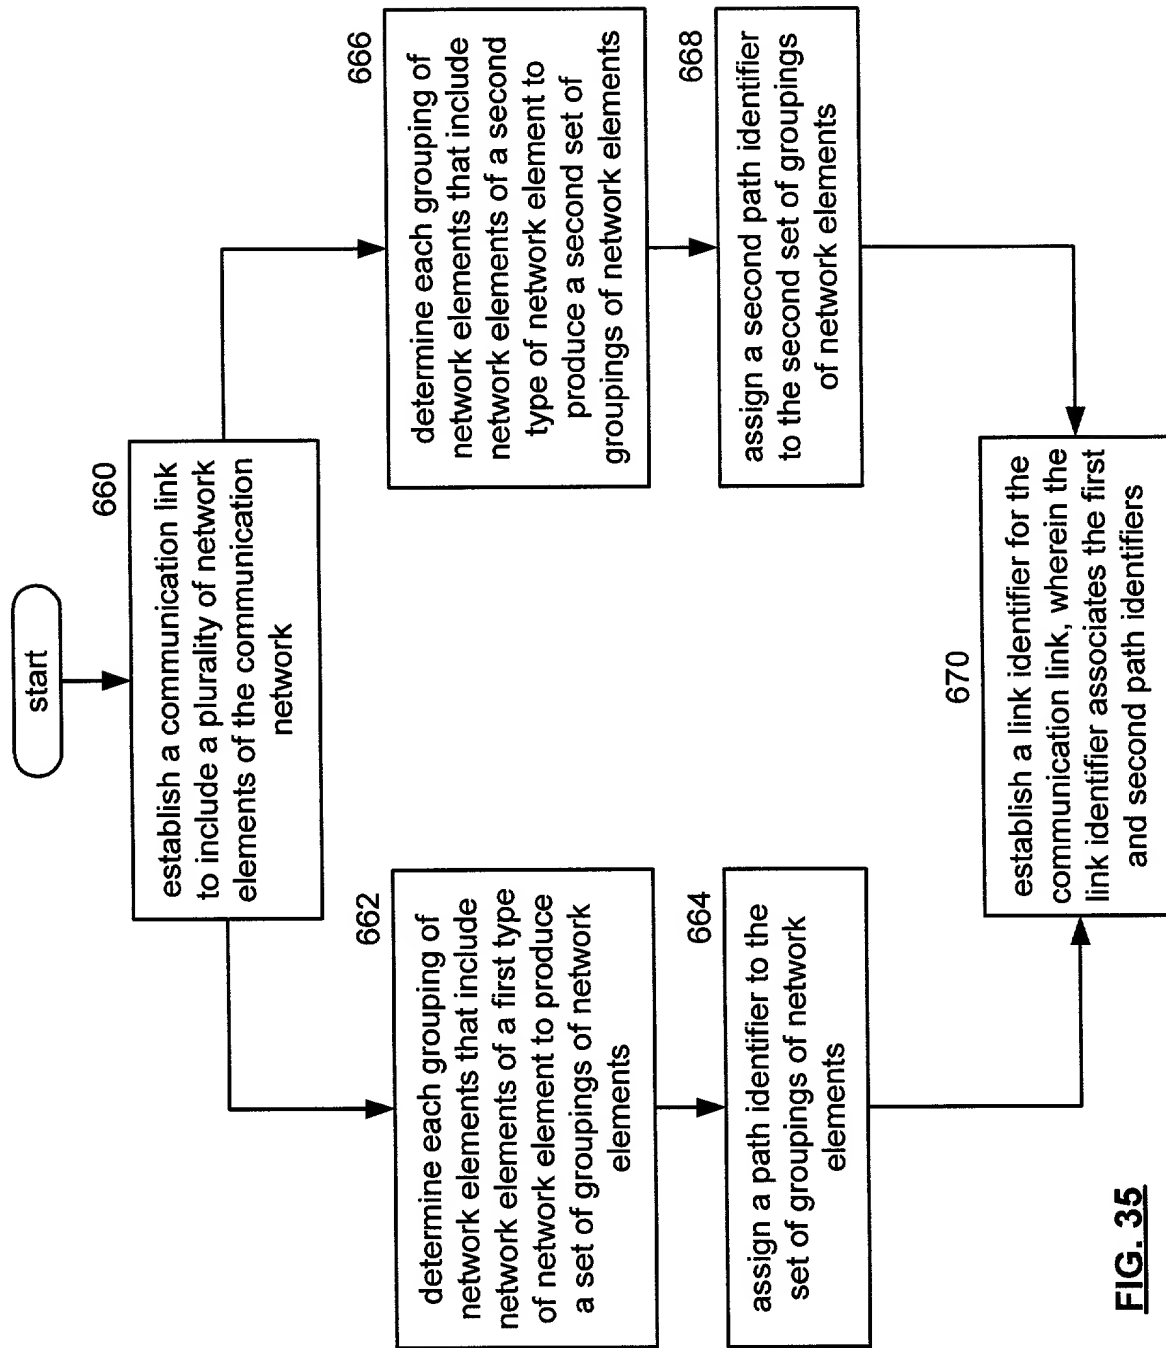 start
660
establish a communication link
to include a plurality of network
elements of the communication
network
662
determine each grouping of
network elements that include
network elements of a first type
of network element to produce
a set of groupings of network
elements
664
assign a path identifier to the
set of groupings of network
elements
666
determine each grouping of
network elements that include
network elements of a second
type of network element to
produce a second set of
groupings of network elements
668
assign a second path identifier
to the second set of groupings
of network elements
670
establish a link identifier for the
communication link, wherein the
link identifier associates the first
and second path identifiers
FIG. 35